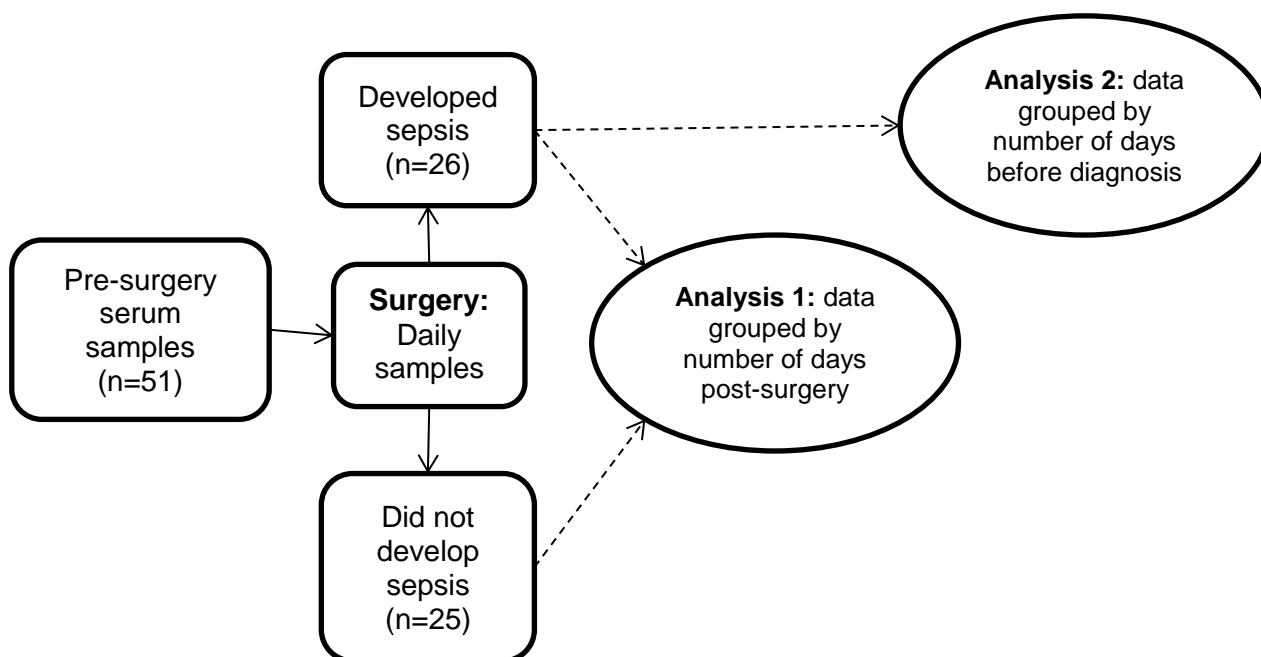 Pre-surgery
serum
samples
(n=51)
Surgery:
Daily
samples
Developed
sepsis
(n=26)
Did not
develop
sepsis
(n=25)
Analysis 1: data
grouped by
number of days
post-surgery
Analysis 2: data
grouped by
number of days
before diagnosis